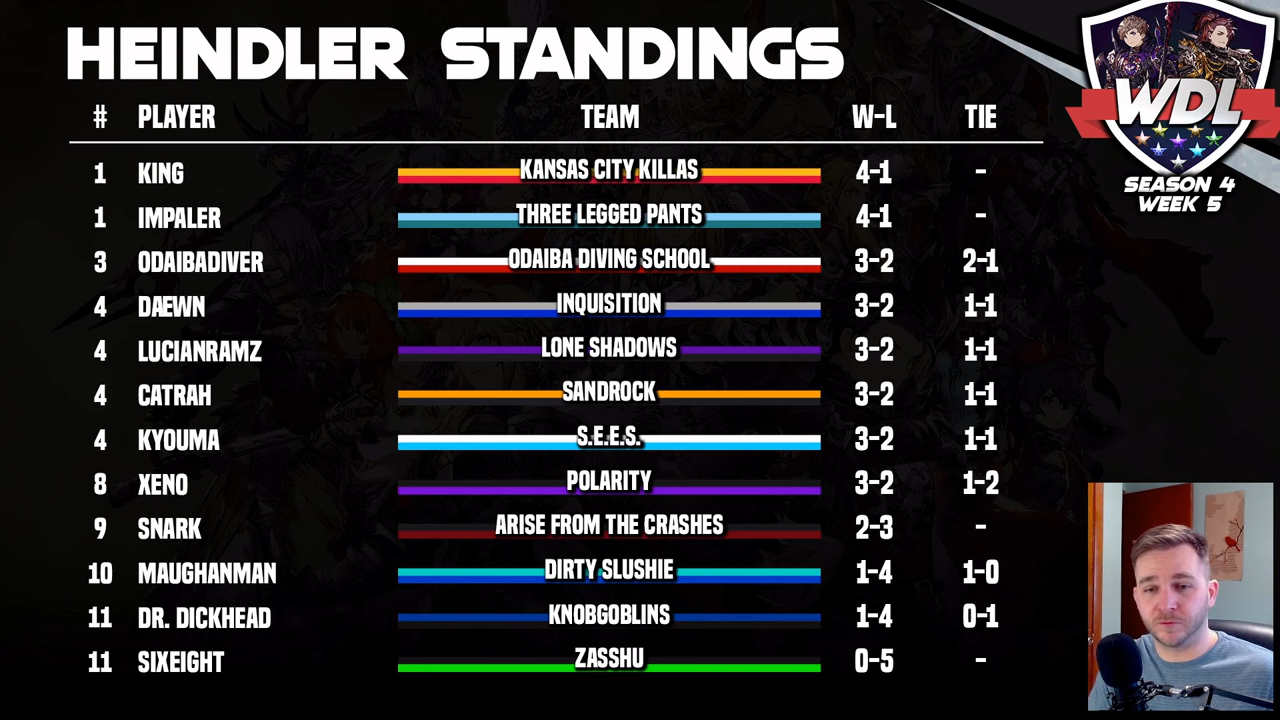 HEINDLER STANDINGS
WDL
SEASON 4
WEEK 5
# PLAYER TEAM W-L TIE
1 KING KANSAS CITY KILLAS 4-1 -
1 IMPALER THREE LEGGED PANTS 4-1 -
3 ODAIBADIVER ODAIBA DIVING SCHOOL 3-2 2-1
4 DAEWN INQUISITION 3-2 1-1
4 LUCIANRAMZ LONE SHADOWS 3-2 1-1
4 CATRAH SANDROCK 3-2 1-1
4 KYOUMA S.E.E.S. 3-2 1-1
8 XENO POLARITY 3-2 1-2
9 SNARK ARISE FROM THE CRASHES 2-3 -
10 MAUGHANMAN DIRTY SLUSHIE 1-4 1-0
11 DR. DICKHEAD KNOBGOBLINS 1-4 0-1
11 SIXEIGHT ZASSHU 0-5 -